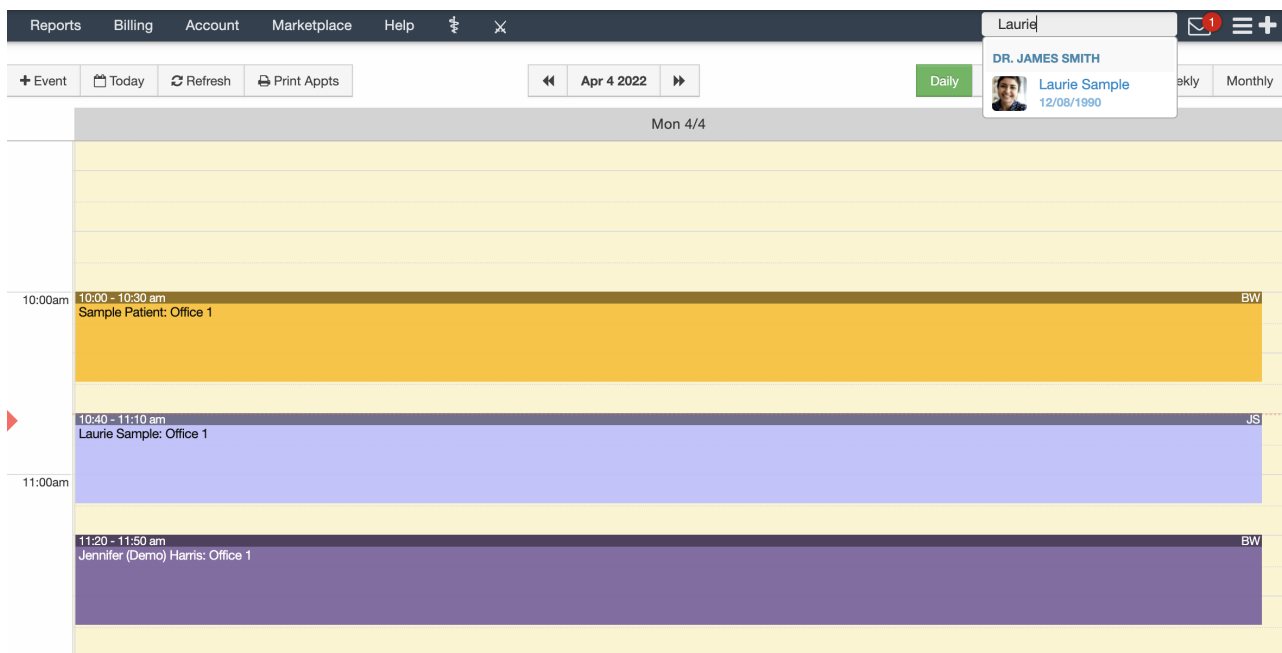 Reports Billing Account Marketplace Help Laurie 1
DR. JAMES SMITH
Laurie Sample
12/08/1990
Event Today Refresh Print Appts Apr 4 2022 Daily ekly Monthly
Mon 4/4
10:00am
10:00 - 10:30 am BW
Sample Patient: Office 1
10:40 - 11:10 am JS
Laurie Sample: Office 1
11:00am
11:20 - 11:50 am BW
Jennifer (Demo) Harris: Office 1